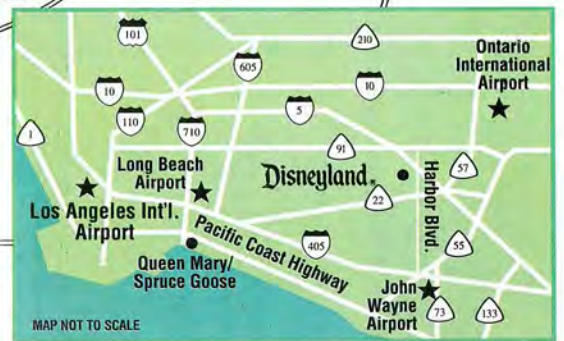 101
210
Ontario
International
Airport
605
10
10
5
110
710
1
91
Long Beach
Airport
Disneyland®
Harbor Blvd.
57
22
Los Angeles Int'l.
Airport
Pacific Coast Highway
405
55
Queen Mary/
Spruce Goose
John
Wayne
Airport
73
133
MAP NOT TO SCALE